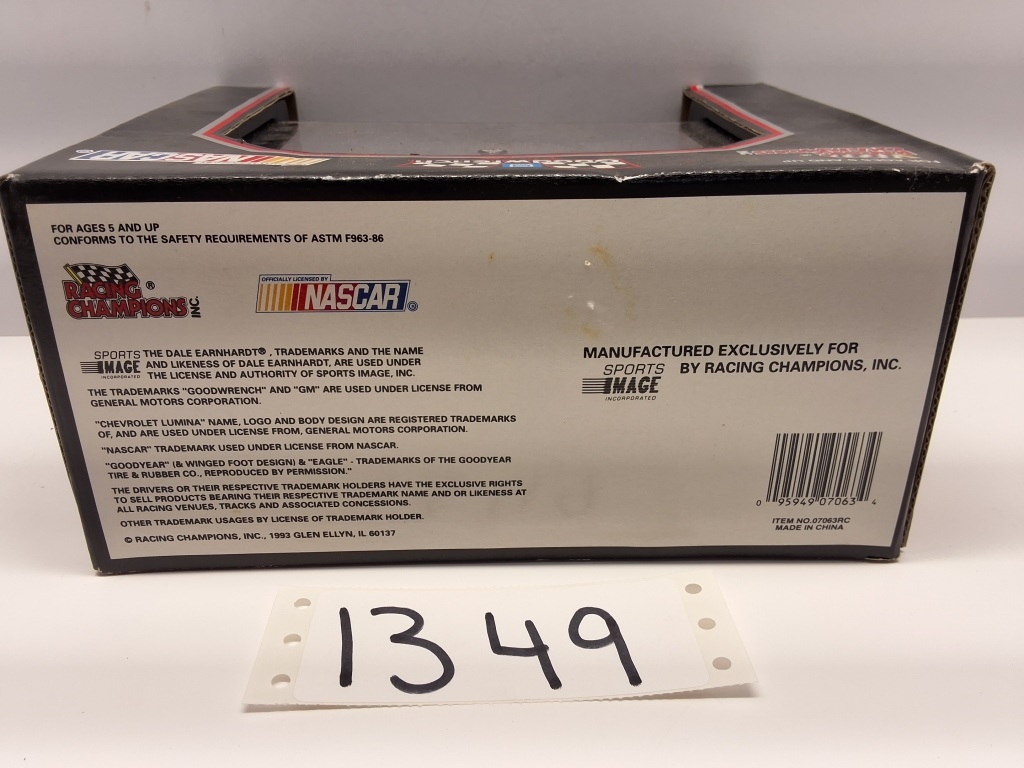 NASCAR
GOODWRENCH
FOR AGES 5 AND UP
CONFORMS TO THE SAFETY REQUIREMENTS OF ASTM F963-86
RACING ®
CHAMPIONS INC.
OFFICIALLY LICENSED BY
NASCAR ®
SPORTS
IMAGE
INCORPORATED
THE DALE EARNHARDT®, TRADEMARKS AND THE NAME
AND LIKENESS OF DALE EARNHARDT, ARE USED UNDER
THE LICENSE AND AUTHORITY OF SPORTS IMAGE, INC.
THE TRADEMARKS "GOODWRENCH" AND "GM" ARE USED UNDER LICENSE FROM
GENERAL MOTORS CORPORATION.
"CHEVROLET LUMINA" NAME, LOGO AND BODY DESIGN ARE REGISTERED TRADEMARKS
OF, AND ARE USED UNDER LICENSE FROM, GENERAL MOTORS CORPORATION.
"NASCAR" TRADEMARK USED UNDER LICENSE FROM NASCAR.
"GOODYEAR" (& WINGED FOOT DESIGN) & "EAGLE" - TRADEMARKS OF THE GOODYEAR
TIRE & RUBBER CO., REPRODUCED BY PERMISSION."
THE DRIVERS OR THEIR RESPECTIVE TRADEMARK HOLDERS HAVE THE EXCLUSIVE RIGHTS
TO SELL PRODUCTS BEARING THEIR RESPECTIVE TRADEMARK NAME AND OR LIKENESS AT
ALL RACING VENUES, TRACKS AND ASSOCIATED CONCESSIONS.
OTHER TRADEMARK USAGES BY LICENSE OF TRADEMARK HOLDER.
© RACING CHAMPIONS, INC., 1993 GLEN ELLYN, IL 60137
MANUFACTURED EXCLUSIVELY FOR
SPORTS
IMAGE
INCORPORATED
BY RACING CHAMPIONS, INC.
0 95949 07063 4
ITEM NO.07063RC
MADE IN CHINA
1349